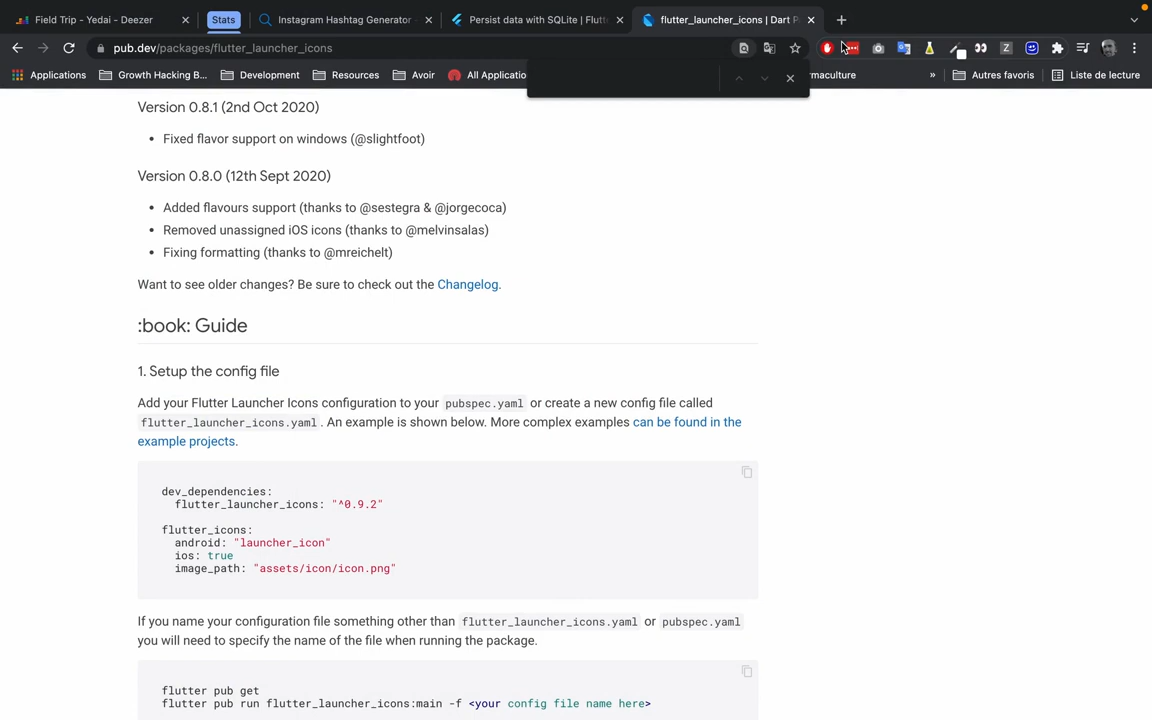 Field Trip - Yedai - Deezer
Stats
Instagram Hashtag Generator
Persist data with SQLite | Flutt
flutter_launcher_icons | Dart P
pub.dev/packages/flutter_launcher_icons
Applications
Growth Hacking B...
Development
Resources
Avoir
All Applicatio
maculture
»
Autres favoris
Liste de lecture
Version 0.8.1 (2nd Oct 2020)
• Fixed flavor support on windows (@slightfoot)
Version 0.8.0 (12th Sept 2020)
• Added flavours support (thanks to @sestegra & @jorgecoca)
• Removed unassigned iOS icons (thanks to @melvinsalas)
• Fixing formatting (thanks to @mreichelt)
Want to see older changes? Be sure to check out the Changelog.
:book: Guide
1. Setup the config file
Add your Flutter Launcher Icons configuration to your pubspec.yaml or create a new config file called
flutter_launcher_icons.yaml. An example is shown below. More complex examples can be found in the
example projects.
dev_dependencies:
flutter_launcher_icons: "^0.9.2"
flutter_icons:
android: "launcher_icon"
ios: true
image_path: "assets/icon/icon.png"
If you name your configuration file something other than flutter_launcher_icons.yaml or pubspec.yaml
you will need to specify the name of the file when running the package.
flutter pub get
flutter pub run flutter_launcher_icons:main -f <your config file name here>